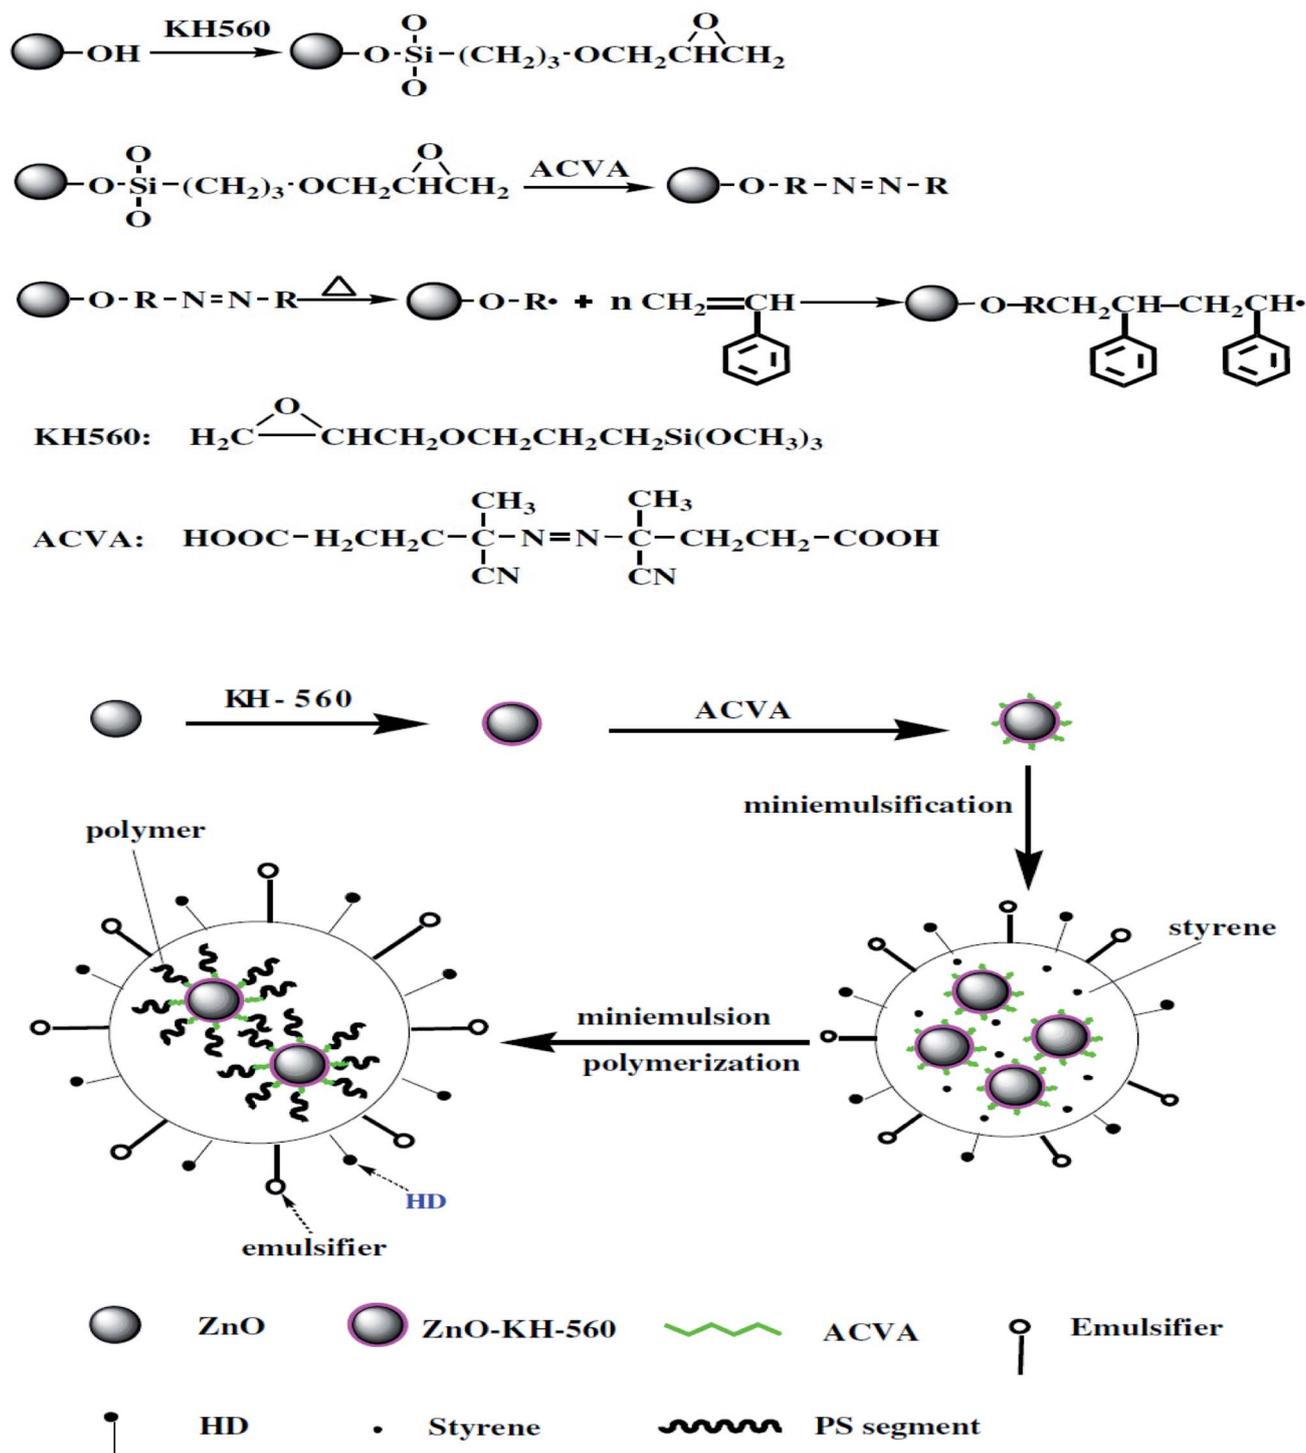 KH560
OH
O
O-Si-(CH2)3-OCH2CHCH2
O
O
ACVA
O
O
O-Si-(CH2)3-OCH2CHCH2
O
O-R-N=N-R
O-R-N=N-R
△
O-R• + n CH2=CH
O-RCH2CH-CH2CH•
KH560: H2C CHCH2OCH2CH2CH2Si(OCH3)3
O
CH3 CH3
ACVA: HOOC-H2CH2C-C-N=N-C-CH2CH2-COOH
CN CN
KH-560
ACVA
miniemulsification
polymer
styrene
miniemulsion
polymerization
HD
emulsifier
ZnO
ZnO-KH-560
ACVA
Emulsifier
HD
Styrene
PS segment